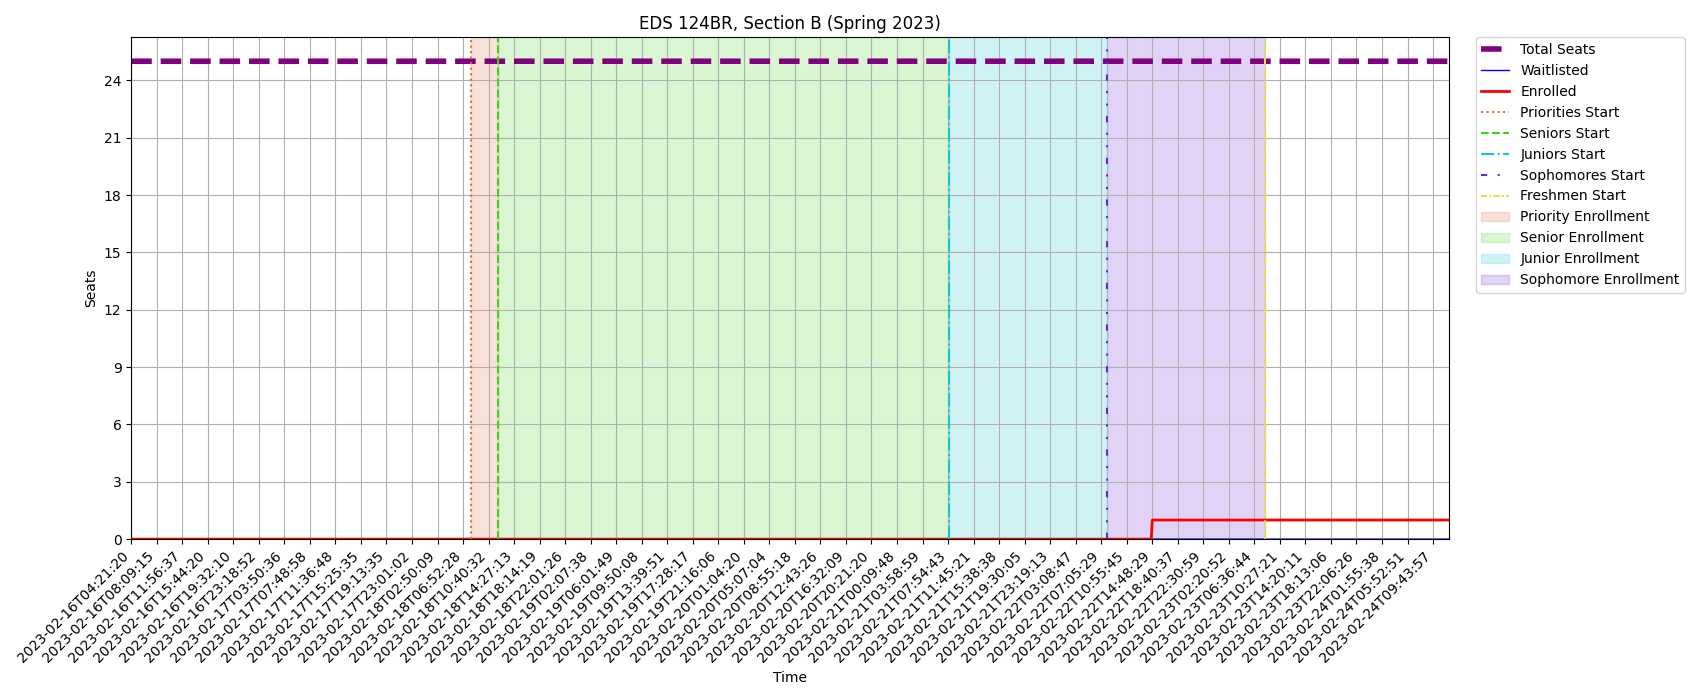 EDS 124BR, Section B (Spring 2023)
Total Seats
Waitlisted
Enrolled
Priorities Start
Seniors Start
Juniors Start
Sophomores Start
Freshmen Start
Priority Enrollment
Senior Enrollment
Junior Enrollment
Sophomore Enrollment
Seats
24
21
18
15
12
9
6
3
0
2023-02-16T04:21:20
2023-02-16T08:09:15
2023-02-16T11:56:37
2023-02-16T15:44:20
2023-02-16T19:32:10
2023-02-16T23:18:52
2023-02-17T03:50:36
2023-02-17T07:48:58
2023-02-17T11:36:48
2023-02-17T15:25:35
2023-02-17T19:13:35
2023-02-17T23:01:02
2023-02-18T02:50:09
2023-02-18T06:52:28
2023-02-18T10:40:32
2023-02-18T14:27:13
2023-02-18T18:14:19
2023-02-18T22:01:26
2023-02-19T02:07:38
2023-02-19T06:01:49
2023-02-19T09:50:08
2023-02-19T13:39:51
2023-02-19T17:28:17
2023-02-19T21:16:06
2023-02-20T01:04:20
2023-02-20T05:07:04
2023-02-20T08:55:18
2023-02-20T12:43:26
2023-02-20T16:32:09
2023-02-20T20:21:20
2023-02-21T00:09:48
2023-02-21T03:58:59
2023-02-21T07:54:43
2023-02-21T11:45:21
2023-02-21T15:38:38
2023-02-21T19:30:05
2023-02-21T23:19:13
2023-02-22T03:08:47
2023-02-22T07:05:29
2023-02-22T10:55:45
2023-02-22T14:48:29
2023-02-22T18:40:37
2023-02-22T22:30:59
2023-02-23T02:20:52
2023-02-23T06:36:44
2023-02-23T10:27:21
2023-02-23T14:20:11
2023-02-23T18:13:06
2023-02-23T22:06:26
2023-02-24T01:55:38
2023-02-24T05:52:51
2023-02-24T09:43:57
Time